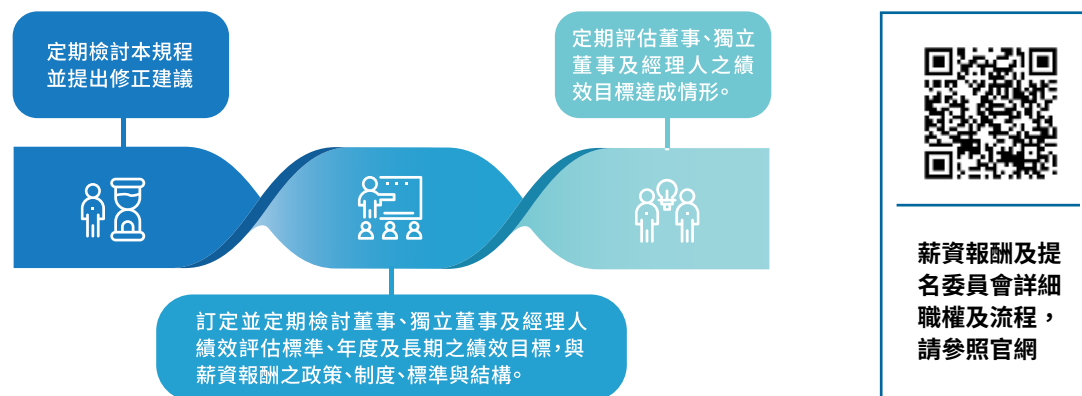 定期檢討本規程
並提出修正建議
定期評估董事、獨立
董事及經理人之績
效目標達成情形。
訂定並定期檢討董事、獨立董事及經理人
績效評估標準、年度及長期之績效目標,與
薪資報酬之政策、制度、標準與結構。
薪資報酬及提
名委員會詳細
職權及流程，
請參照官網